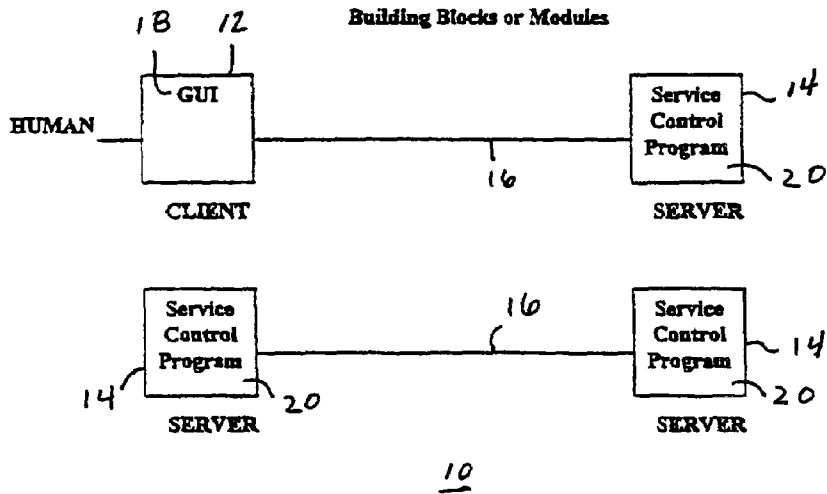 Building Blocks or Modules
18 12
GUI
HUMAN
CLIENT
16
Service
Control
Program
14
20
SERVER
Service
Control
Program
14
20
SERVER
16
Service
Control
Program
14
20
SERVER
10